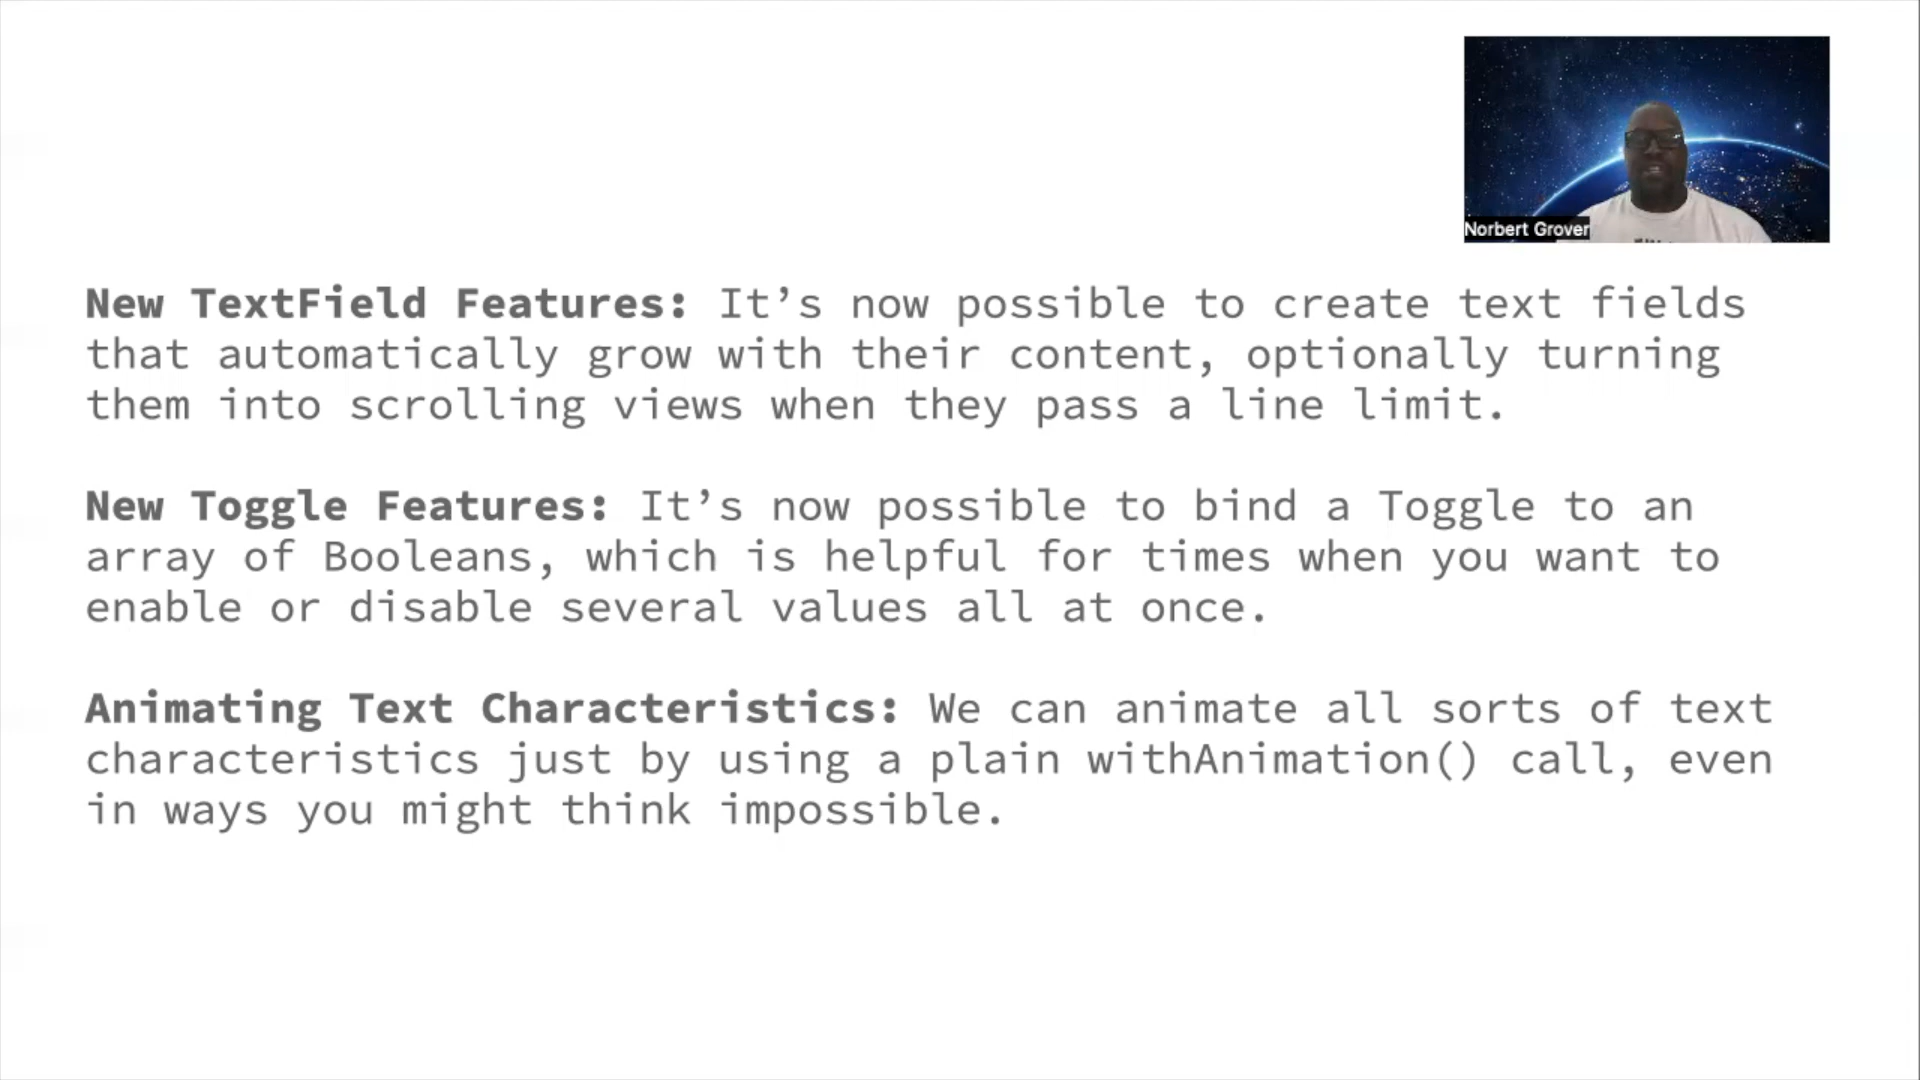 Norbert Grover
New TextField Features: It’s now possible to create text fields
that automatically grow with their content, optionally turning
them into scrolling views when they pass a line limit.
New Toggle Features: It’s now possible to bind a Toggle to an
array of Booleans, which is helpful for times when you want to
enable or disable several values all at once.
Animating Text Characteristics: We can animate all sorts of text
characteristics just by using a plain withAnimation() call, even
in ways you might think impossible.